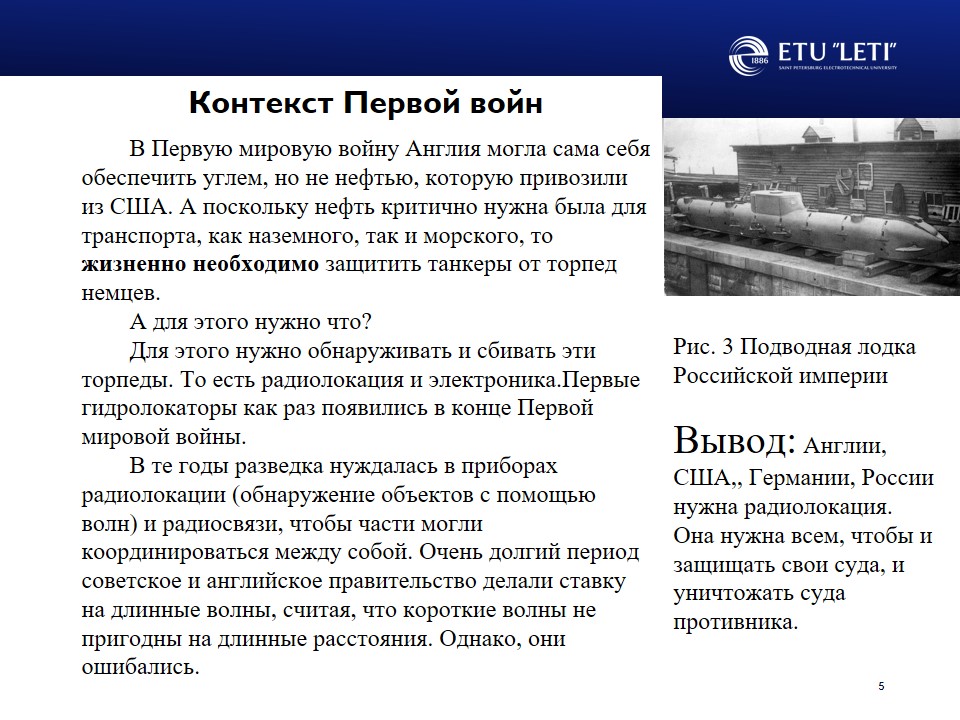 1886
ETU "LETI"
SAINT PETERSBURG ELECTROTECHNICAL UNIVERSITY
Контекст Первой войн
В Первую мировую войну Англия могла сама себя
обеспечить углем, но не нефтью, которую привозили
из США. А поскольку нефть критично нужна была для
транспорта, как наземного, так и морского, то
жизненно необходимо защитить танкеры от торпед
немцев.
А для этого нужно что?
Для этого нужно обнаруживать и сбивать эти
торпеды. То есть радиолокация и электроника.Первые
гидролокаторы как раз появились в конце Первой
мировой войны.
В те годы разведка нуждалась в приборах
радиолокации (обнаружение объектов с помощью
волн) и радиосвязи, чтобы части могли
координироваться между собой. Очень долгий период
советское и английское правительство делали ставку
на длинные волны, считая, что короткие волны не
пригодны на длинные расстояния. Однако, они
ошибались.
Рис. 3 Подводная лодка
Российской империи
Вывод: Англии,
США,, Германии, России
нужна радиолокация.
Она нужна всем, чтобы и
защищать свои суда, и
уничтожать суда
противника.
5